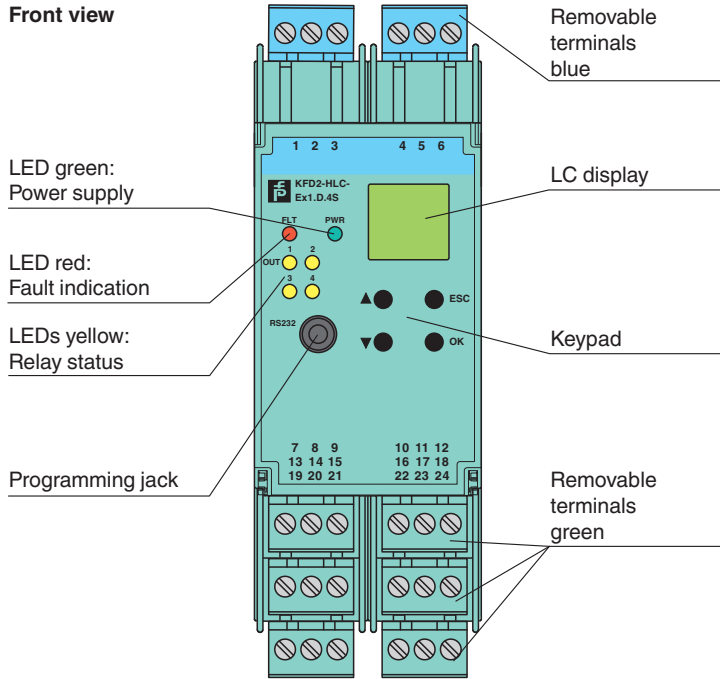 Front view
Removable
terminals
blue
1 2 3
4 5 6
LED green:
Power supply
KFD2-HLC-
Ex1.D.4S
LC display
FLT
PWR
LED red:
Fault indication
1 2
OUT
3 4
ESC
LEDs yellow:
Relay status
RS232
OK
Keypad
7 8 9
13 14 15
19 20 21
10 11 12
16 17 18
22 23 24
Programming jack
Removable
terminals
green